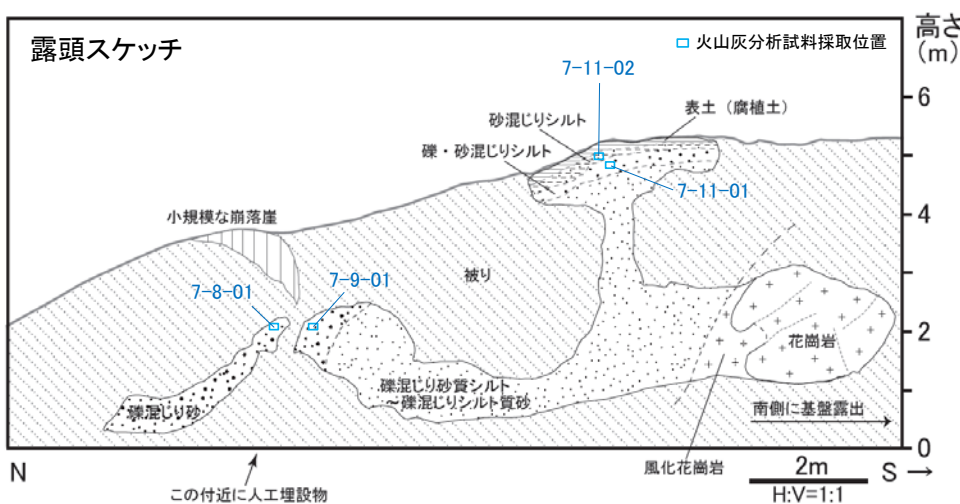 露頭スケッチ
火山灰分析試料採取位置
高さ
(m)
7-11-02
6
表土（腐植土）
砂混じりシルト
礫・砂混じりシルト
7-11-01
小規模な崩落崖
4
被り
7-8-01
7-9-01
2
花崗岩
礫混じり砂質シルト
～礫混じりシルト質砂
礫混じり砂
南側に基盤露出
0
N
風化花崗岩
2m
S →
この付近に人工埋設物
H:V=1:1